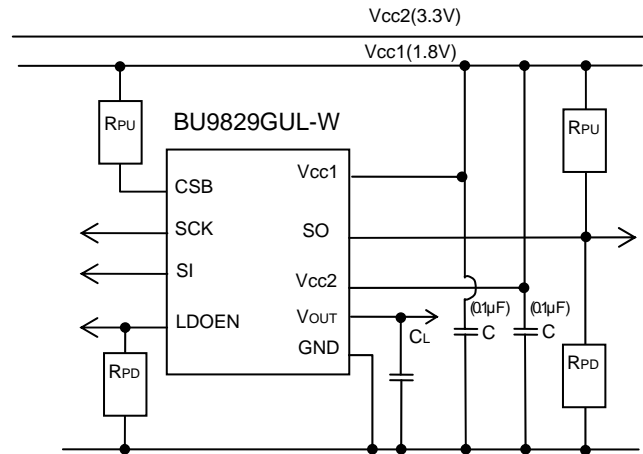 Vcc2(3.3V)
Vcc1(1.8V)
RPU
BU9829GUL-W
RPU
CSB
Vcc1
SCK
SO
SI
Vcc2
(0.1µF)
(0.1µF)
LDOEN
VOUT
C
C
GND
CL
RPD
RPD